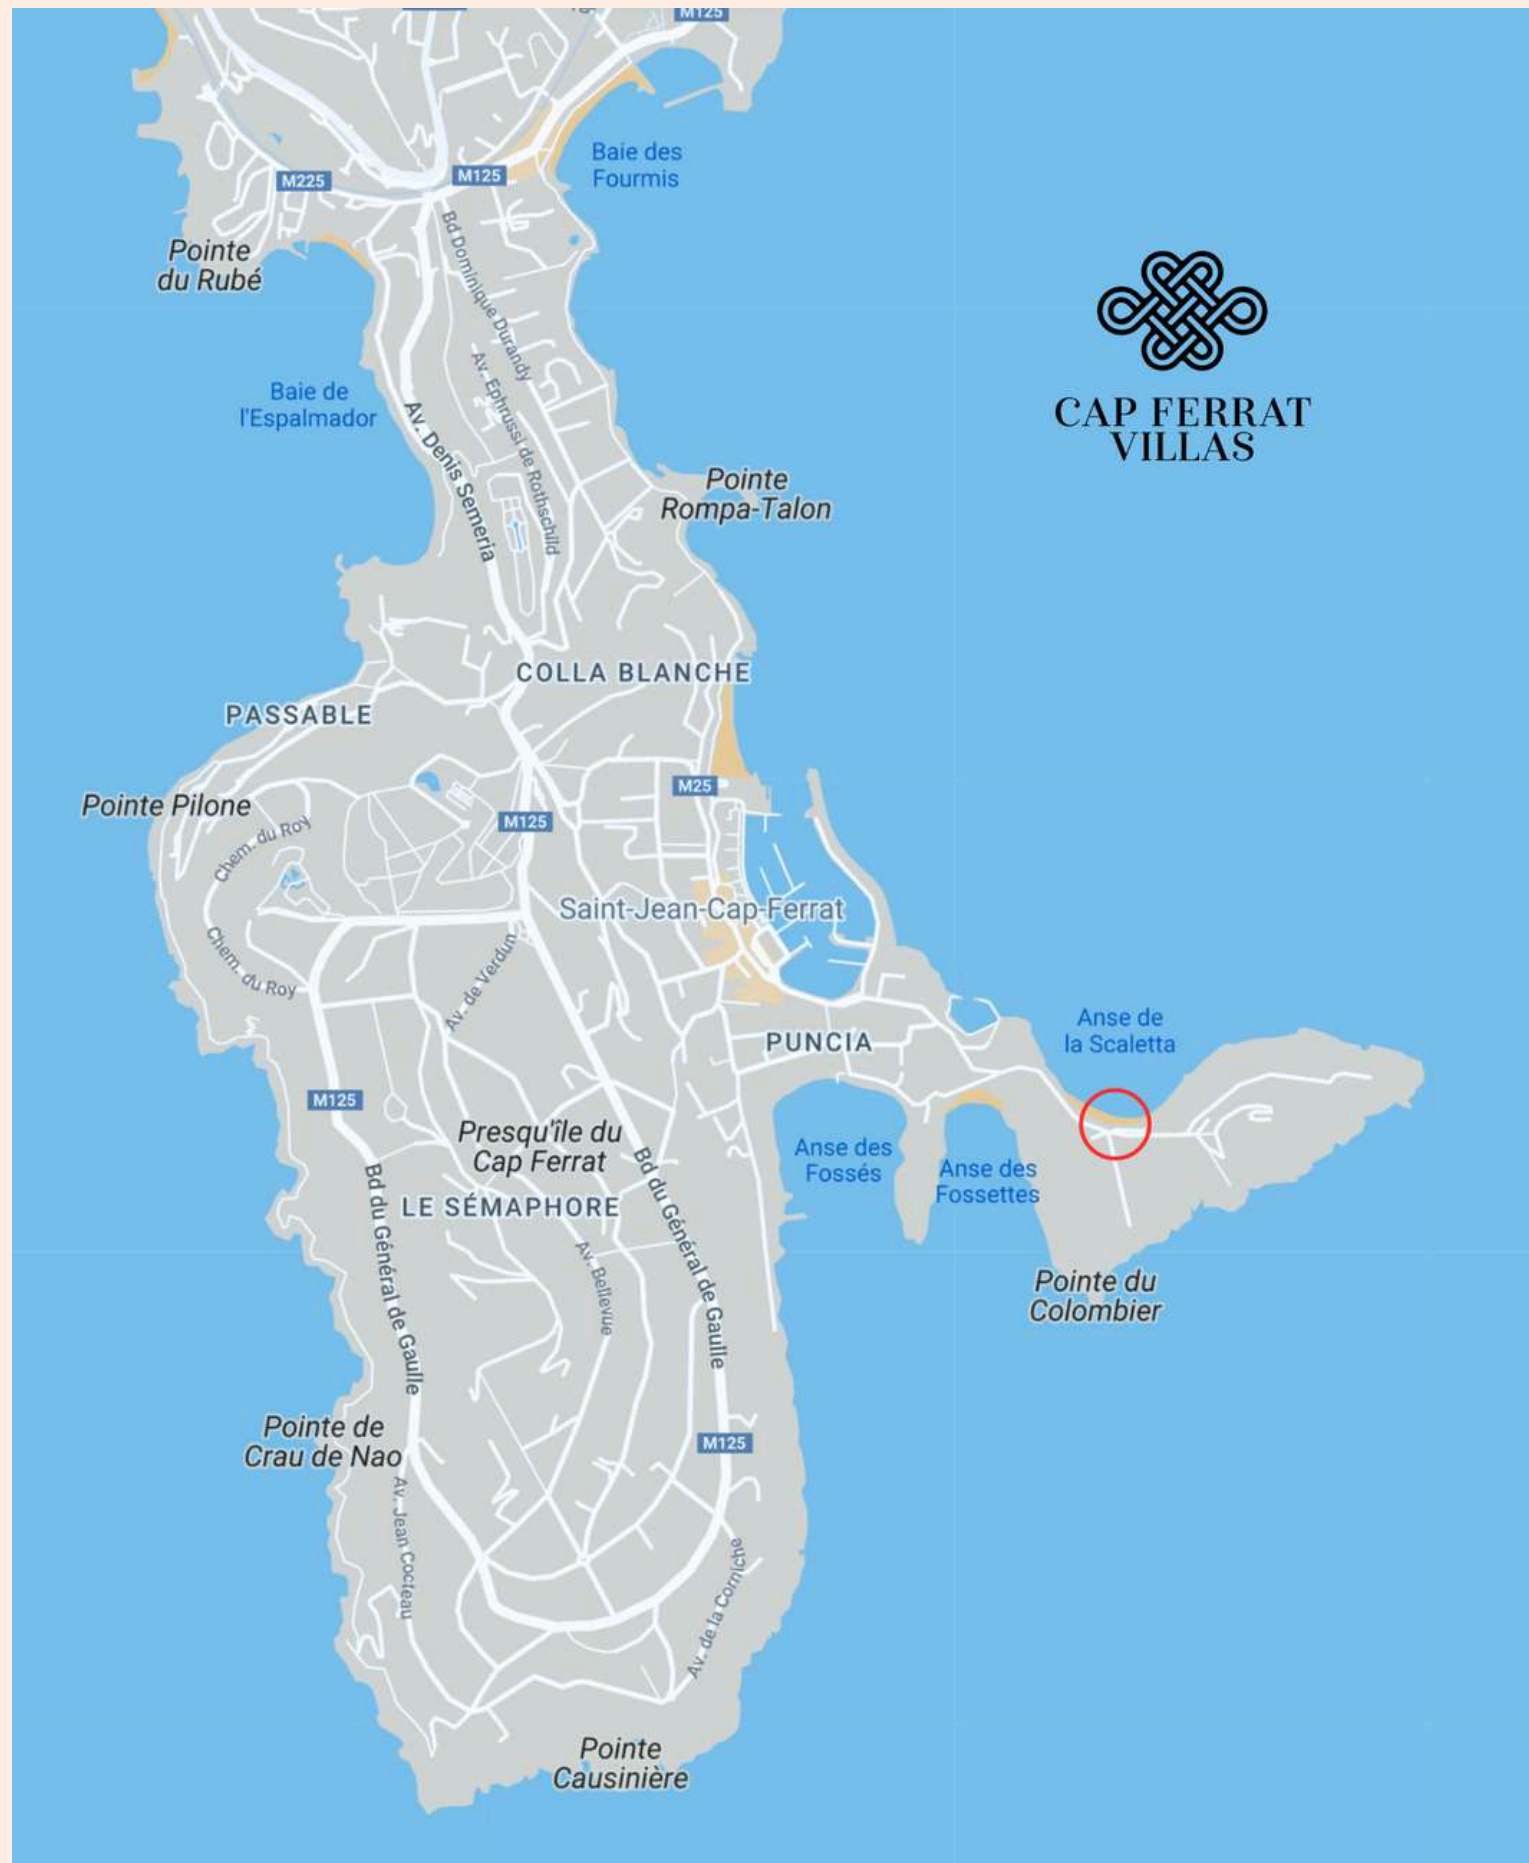 M125
Baie des
Fourmis
M225
M125
Pointe
du Rubé
Bd Dominique Durandy
Baie de
l'Espalmador
Av. Ephrussi de Rothschild
Av. Denis Semeria
CAP FERRAT
VILLAS
Pointe
Rompa-Talon
COLLA BLANCHE
PASSABLE
M25
Pointe Pilone
M125
Chem. du Roy
Saint-Jean-Cap-Ferrat
Chem. du Roy
Av. de Verdun
Anse de
la Scaletta
PUNCIA
M125
Presqu'île du
Cap Ferrat
Anse des
Fossés
Anse des
Fossettes
LE SÉMAPHORE
Bd du Général de Gaulle
Bd du Général de Gaulle
Av. Bellevue
Pointe du
Colombier
Pointe de
Crau de Nao
M125
Av. Jean Cocteau
Av. de la Corniche
Pointe
Causinière